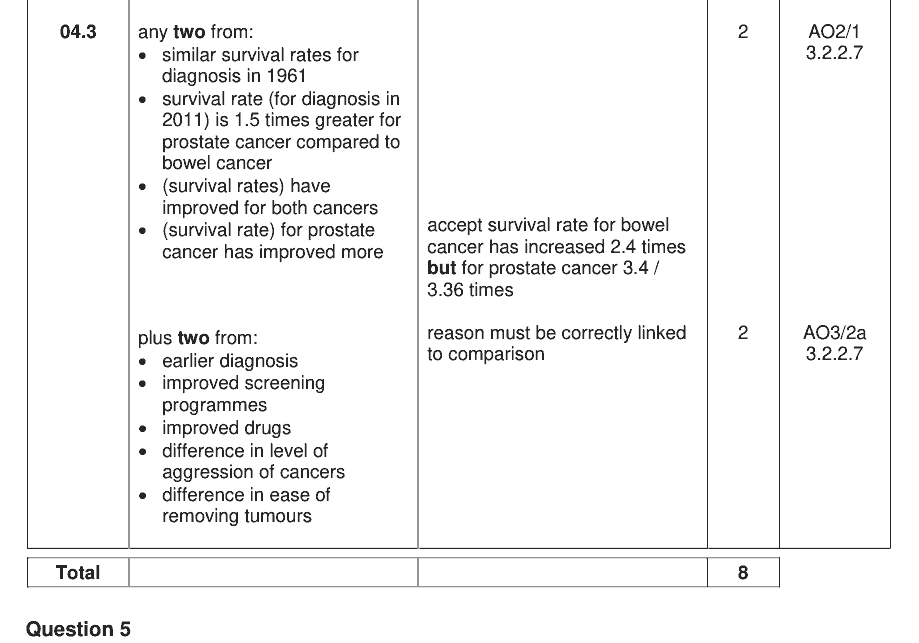 04.3
any two from:
• similar survival rates for
diagnosis in 1961
• survival rate (for diagnosis in
2011) is 1.5 times greater for
prostate cancer compared to
bowel cancer
• (survival rates) have
improved for both cancers
• (survival rate) for prostate
cancer has improved more
accept survival rate for bowel
cancer has increased 2.4 times
but for prostate cancer 3.4 /
3.36 times
2
AO2/1
3.2.2.7
plus two from:
• earlier diagnosis
• improved screening
programmes
• improved drugs
• difference in level of
aggression of cancers
• difference in ease of
removing tumours
reason must be correctly linked
to comparison
2
AO3/2a
3.2.2.7
Total
8
Question 5